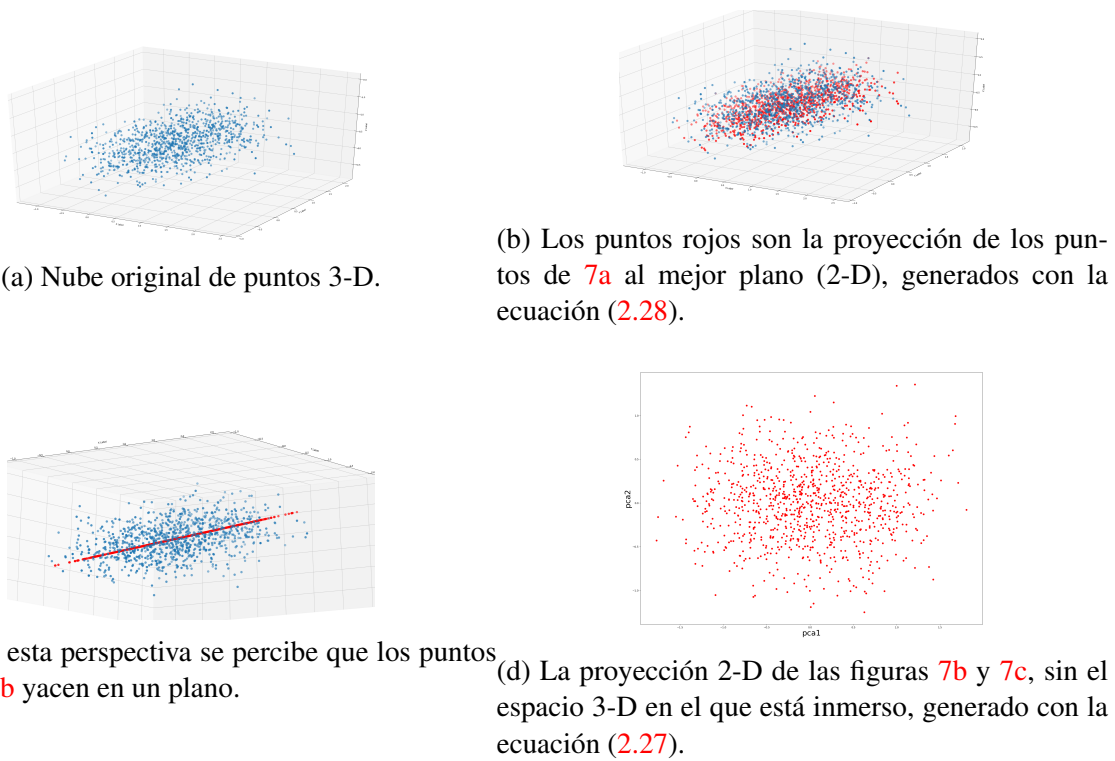 (a) Nube original de puntos 3-D.
(b) Los puntos rojos son la proyección de los pun-
tos de 7a al mejor plano (2-D), generados con la
ecuación (2.28).
esta perspectiva se percibe que los puntos
b yacen en un plano.
pca2
pca1
(d) La proyección 2-D de las figuras 7b y 7c, sin el
espacio 3-D en el que está inmerso, generado con la
ecuación (2.27).